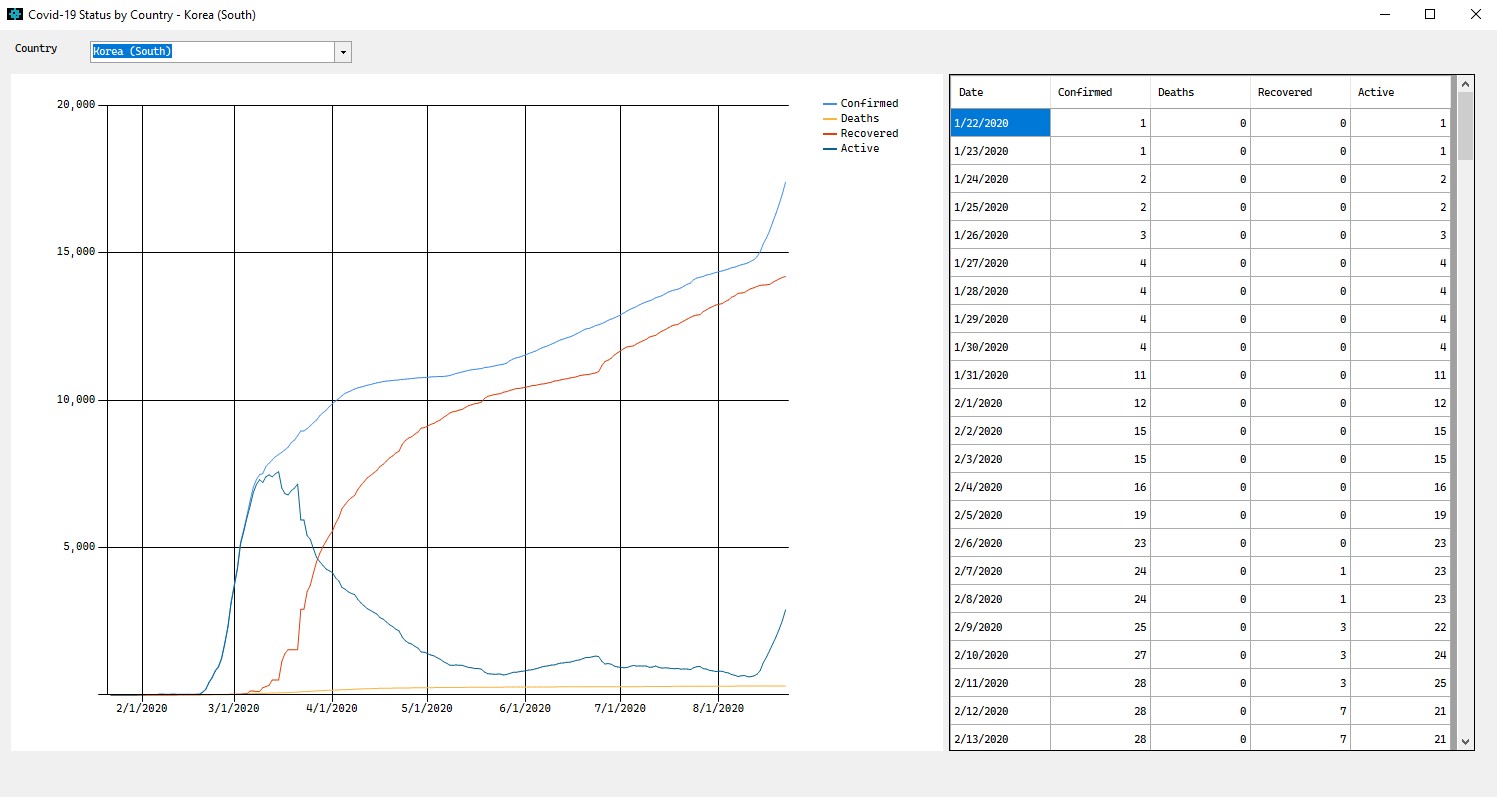 Covid-19 Status by Country - Korea (South)
Country
Korea (South)
20,000
15,000
10,000
5,000
2/1/2020 3/1/2020 4/1/2020 5/1/2020 6/1/2020 7/1/2020 8/1/2020
Confirmed
Deaths
Recovered
Active
Date Confirmed Deaths Recovered Active
1/22/2020 1 0 0 1
1/23/2020 1 0 0 1
1/24/2020 2 0 0 2
1/25/2020 2 0 0 2
1/26/2020 3 0 0 3
1/27/2020 4 0 0 4
1/28/2020 4 0 0 4
1/29/2020 4 0 0 4
1/30/2020 4 0 0 4
1/31/2020 11 0 0 11
2/1/2020 12 0 0 12
2/2/2020 15 0 0 15
2/3/2020 15 0 0 15
2/4/2020 16 0 0 16
2/5/2020 19 0 0 19
2/6/2020 23 0 0 23
2/7/2020 24 0 1 23
2/8/2020 24 0 1 23
2/9/2020 25 0 3 22
2/10/2020 27 0 3 24
2/11/2020 28 0 3 25
2/12/2020 28 0 7 21
2/13/2020 28 0 7 21